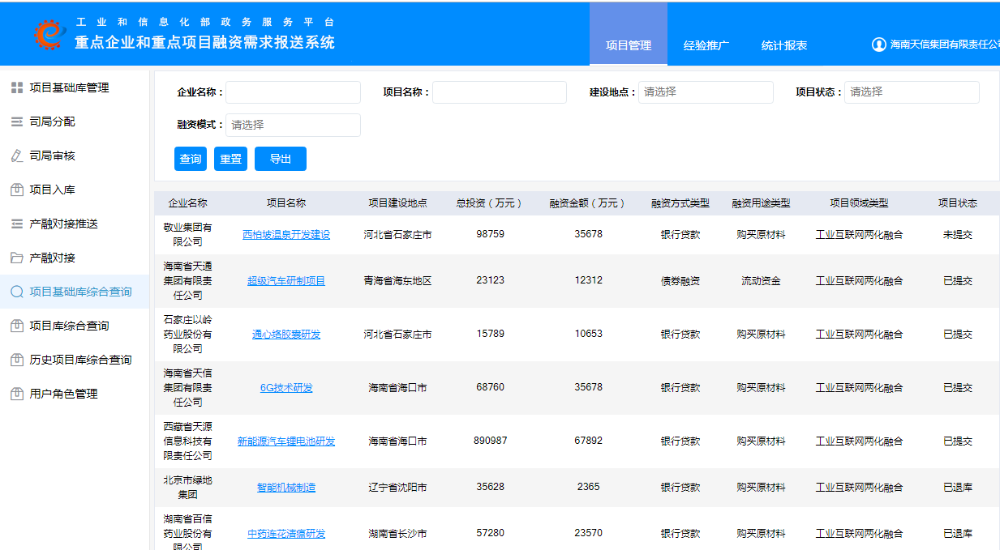 工业和信息化部政务服务平台
重点企业和重点项目融资需求报送系统
项目管理 经验推广 统计报表 海南天信集团有限责任公司
项目基础库管理
司局分配
司局审核
项目入库
产融对接推送
产融对接
项目基础库综合查询
项目库综合查询
历史项目库综合查询
用户角色管理
企业名称： 项目名称： 建设地点： 请选择 项目状态： 请选择
融资模式： 请选择
查询 重置 导出
企业名称 项目名称 项目建设地点 总投资（万元） 融资金额（万元） 融资方式类型 融资用途类型 项目领域类型 项目状态
敬业集团有
限公司
西柏坡温泉开发建设 河北省石家庄市 98759 35678 银行贷款 购买原材料 工业互联网两化融合 未提交
海南省天通
集团有限责
任公司
超级汽车研制项目 青海省海东地区 23123 12312 债券融资 流动资金 工业互联网两化融合 已提交
石家庄以岭
药业股份有
限公司
通心络胶囊研发 河北省石家庄市 15789 10653 银行贷款 购买原材料 工业互联网两化融合 已提交
海南省天信
集团有限责
任公司
6G技术研发 海南省海口市 68760 35678 银行贷款 购买原材料 工业互联网两化融合 已提交
西藏省天源
信息科技有
限责任公司
新能源汽车锂电池研发 海南省海口市 890987 67892 银行贷款 购买原材料 工业互联网两化融合 已提交
北京市绿地
集团
智能机械制造 辽宁省沈阳市 35628 2365 银行贷款 购买原材料 工业互联网两化融合 已退库
湖南省百信
药业股份有
限公司
中药连花清瘟研发 湖南省长沙市 57280 23570 银行贷款 购买原材料 工业互联网两化融合 已退库